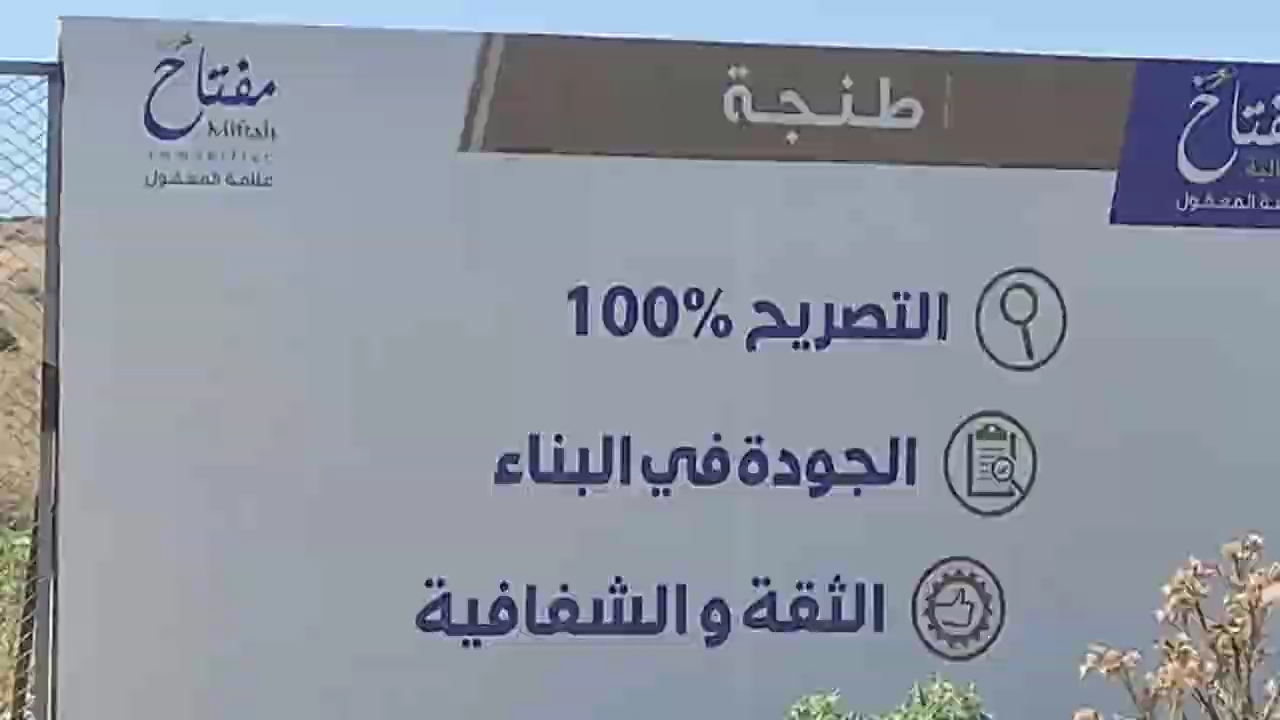 مفتاح
Miftah
immobilier
علامة المعقول
طنجة
التصريح %100
الجودة في البناء
الثقة و الشفافية